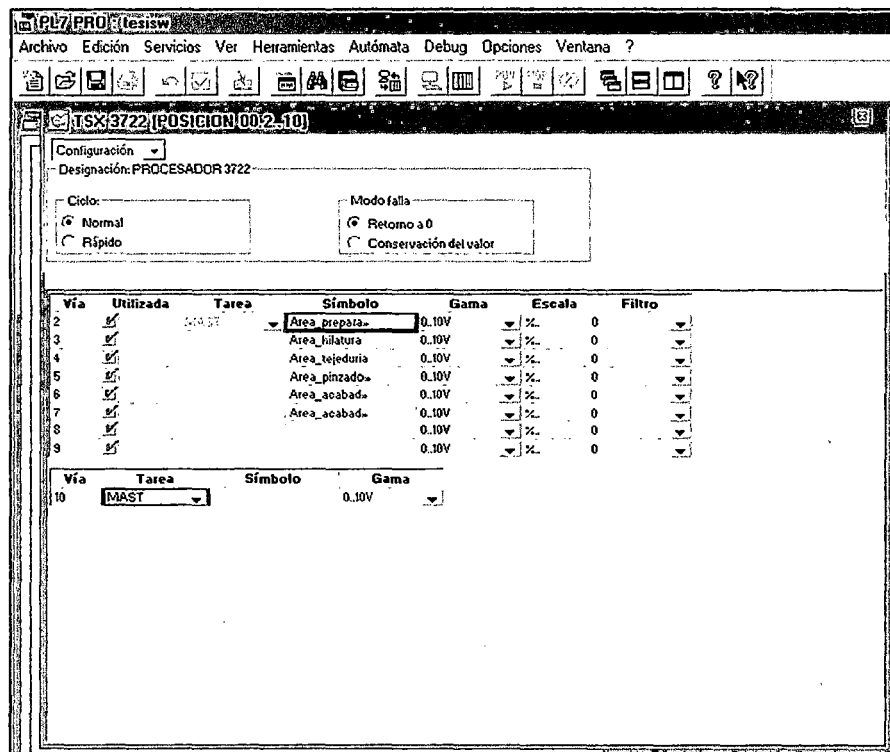 PL7 PRO : (tesisw
Archivo Edición Servicios Ver Herramientas Autómata Debug Opciones Ventana ?
TSX 3722 [POSICION 00 2..10]
Configuración
Designación: PROCESADOR 3722
Ciclo: Modo falla
Normal Retorno a 0
Rápido Conservación del valor
Vía Utilizada Tarea Símbolo Gama Escala Filtro
2 MAST Area_prepara» 0..10V %.. 0
3 Area_hilatura 0..10V %.. 0
4 Area_tejeduria 0..10V %.. 0
5 Area_pinzado» 0..10V %.. 0
6 Area_acabad» 0..10V %.. 0
7 Area_acabad» 0..10V %.. 0
8 0..10V %.. 0
9 0..10V %.. 0
Vía Tarea Símbolo Gama
10 MAST 0..10V